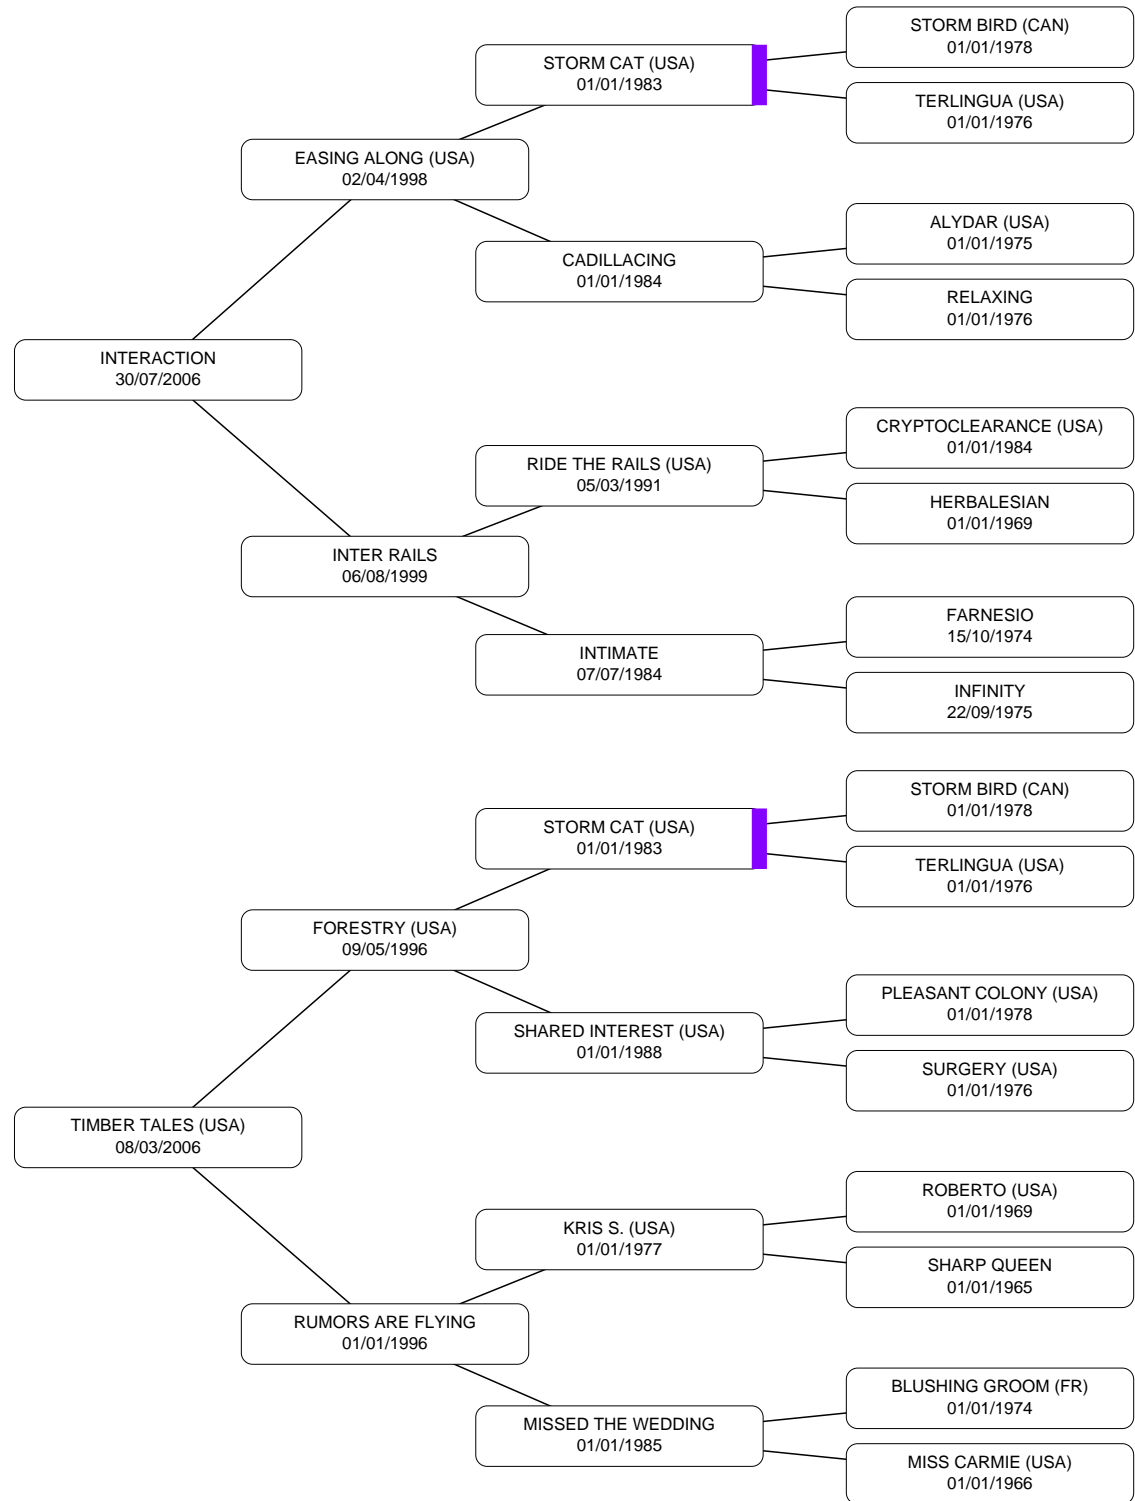 STORM BIRD (CAN)
01/01/1978
STORM CAT (USA)
01/01/1983
TERLINGUA (USA)
01/01/1976
EASING ALONG (USA)
02/04/1998
ALYDAR (USA)
01/01/1975
CADILLACING
01/01/1984
RELAXING
01/01/1976
INTERACTION
30/07/2006
CRYPTOCLEARANCE (USA)
01/01/1984
RIDE THE RAILS (USA)
05/03/1991
HERBALESIAN
01/01/1969
INTER RAILS
06/08/1999
FARNESIO
15/10/1974
INTIMATE
07/07/1984
INFINITY
22/09/1975
STORM BIRD (CAN)
01/01/1978
STORM CAT (USA)
01/01/1983
TERLINGUA (USA)
01/01/1976
FORESTRY (USA)
09/05/1996
PLEASANT COLONY (USA)
01/01/1978
SHARED INTEREST (USA)
01/01/1988
SURGERY (USA)
01/01/1976
TIMBER TALES (USA)
08/03/2006
ROBERTO (USA)
01/01/1969
KRIS S. (USA)
01/01/1977
SHARP QUEEN
01/01/1965
RUMORS ARE FLYING
01/01/1996
BLUSHING GROOM (FR)
01/01/1974
MISSED THE WEDDING
01/01/1985
MISS CARMIE (USA)
01/01/1966